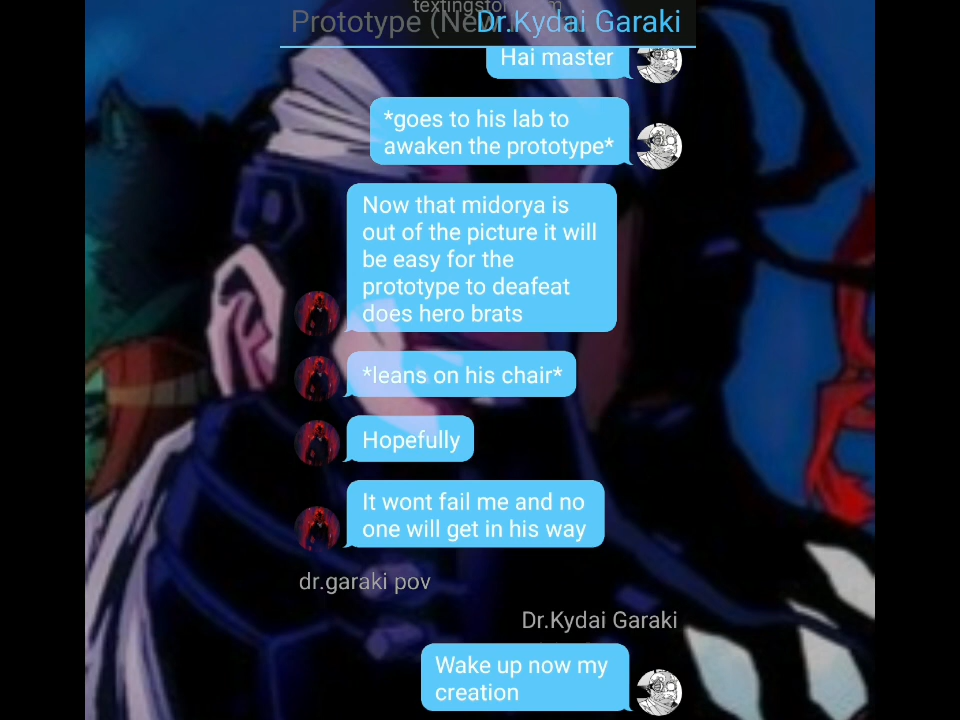 textingsto
Prototype (Ne
Dr.Kydai Garaki
Hai master
*goes to his lab to
awaken the prototype*
Now that midorya is
out of the picture it will
be easy for the
prototype to deafeat
does hero brats
*leans on his chair*
Hopefully
It wont fail me and no
one will get in his way
dr.garaki pov
Dr.Kydai Garaki
Wake up now my
creation